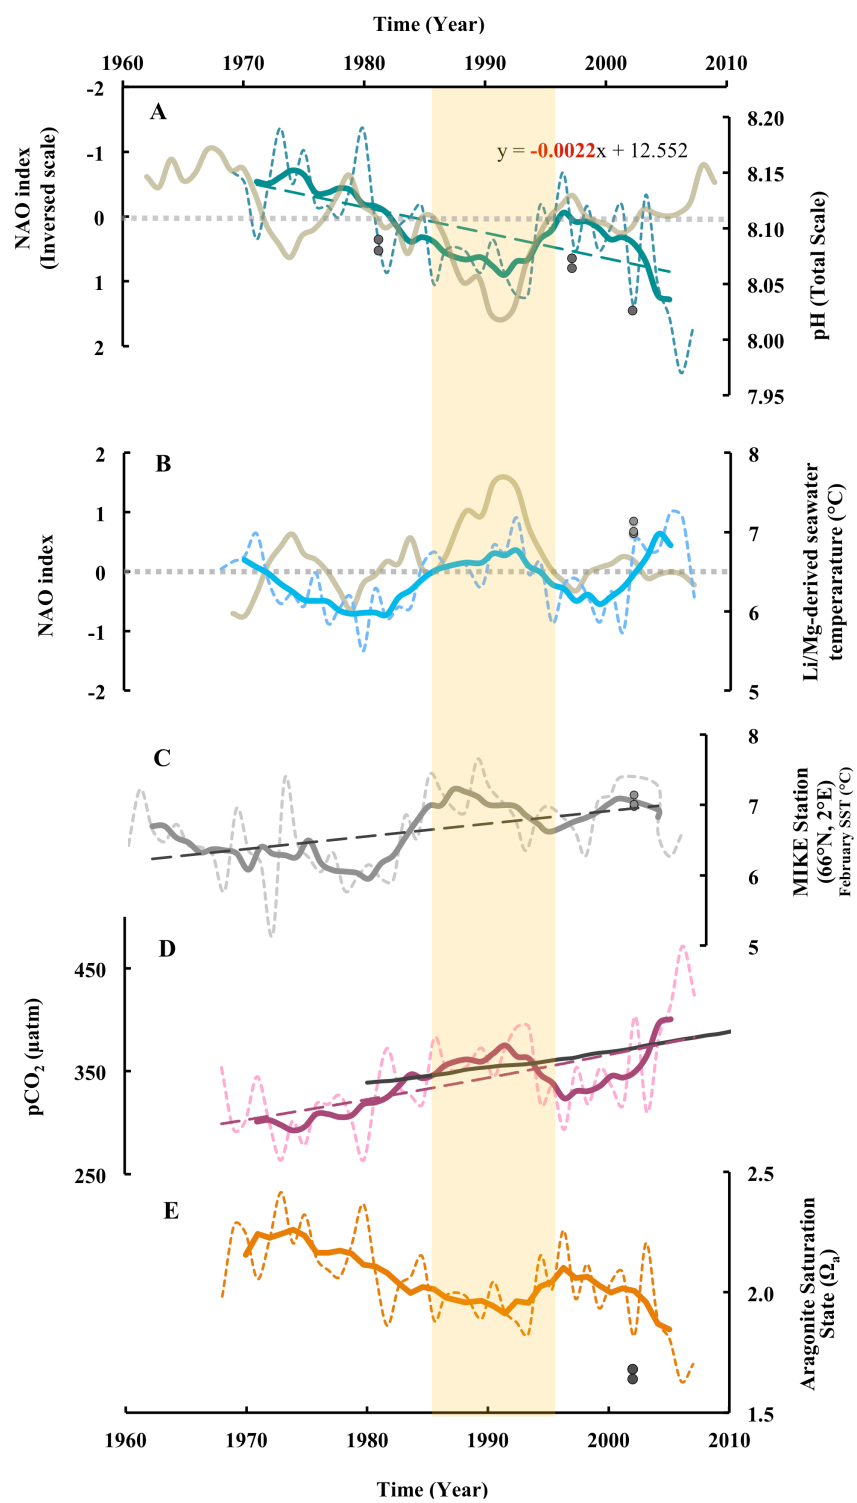 Time (Year)
1960 1970 1980 1990 2000 2010
A
NAO index
(Inversed scale)
-2
-1
0
1
2
y = -0.0022x + 12.552
8.20
8.15
8.10
8.05
8.00
7.95
pH (Total Scale)
B
NAO index
2
1
0
-1
-2
8
7
6
5
Li/Mg-derived seawater
temperarature (°C)
C
8
7
6
5
MIKE Station
(66°N, 2°E)
February SST (°C)
D
pCO2 (µatm)
450
350
250
E
2.5
2.0
1.5
Aragonite Saturation
State (Ωa)
1960 1970 1980 1990 2000 2010
Time (Year)